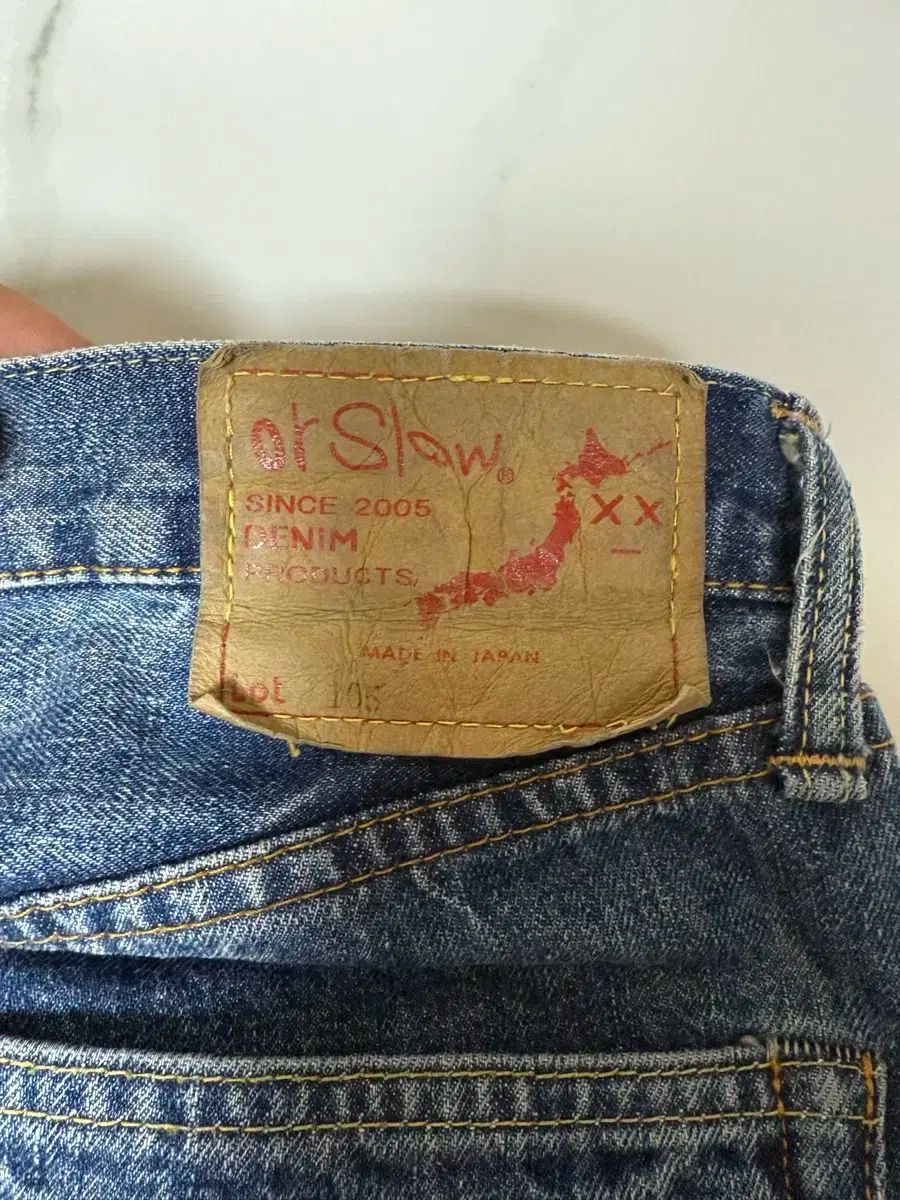 orSlow®
SINCE 2005
DENIM
PRODUCTS,
XX
MADE IN JAPAN
Lot 105